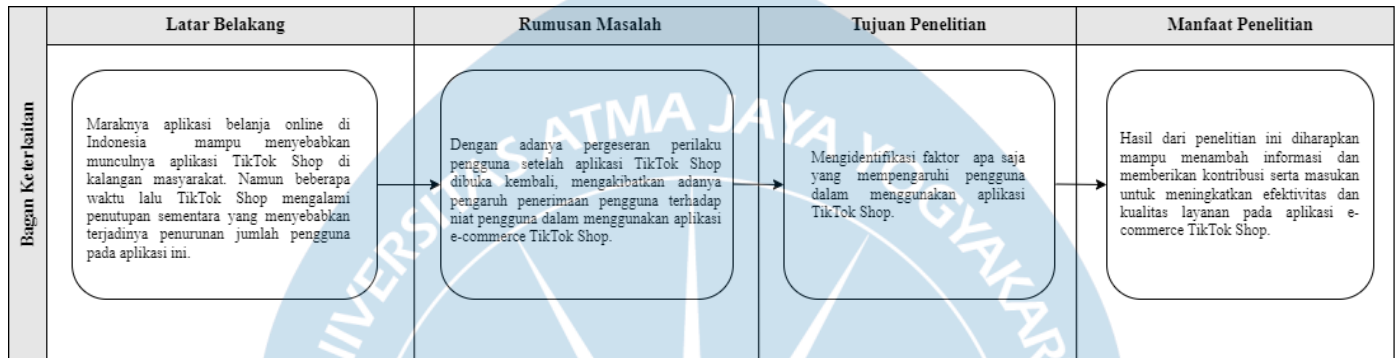 Latar Belakang
Rumusan Masalah
Tujuan Penelitian
Manfaat Penelitian
Bagan Keterkaitan
Maraknya aplikasi belanja online di
Indonesia mampu menyebabkan
munculnya aplikasi TikTok Shop di
kalangan masyarakat. Namun beberapa
waktu lalu TikTok Shop mengalami
penutupan sementara yang menyebabkan
terjadinya penurunan jumlah pengguna
pada aplikasi ini.
Dengan adanya pergeseran perilaku
pengguna setelah aplikasi TikTok Shop
dibuka kembali, mengakibatkan adanya
pengaruh penerimaan pengguna terhadap
niat pengguna dalam menggunakan aplikasi
e-commerce TikTok Shop.
Mengidentifikasi faktor apa saja
yang mempengaruhi pengguna
dalam menggunakan aplikasi
TikTok Shop.
Hasil dari penelitian ini diharapkan
mampu menambah informasi dan
memberikan kontribusi serta masukan
untuk meningkatkan efektivitas dan
kualitas layanan pada aplikasi e-
commerce TikTok Shop.
IVERSITAS ATMA JAYA YOGYAKAR